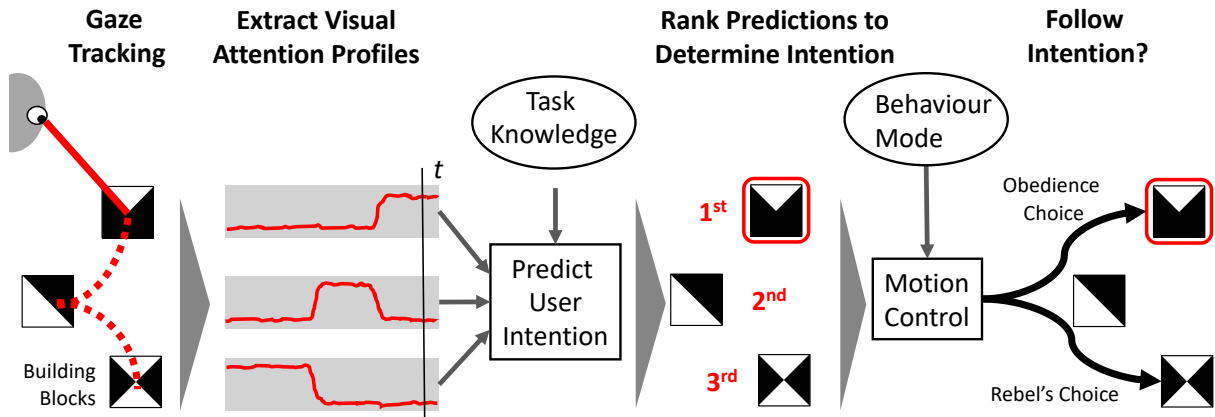 Gaze
Tracking
Extract Visual
Attention Profiles
Rank Predictions to
Determine Intention
Follow
Intention?
Task
Knowledge
Behaviour
Mode
t
Obedience
Choice
1st
Predict
User
Intention
2nd
Motion
Control
Building
Blocks
3rd
Rebel's Choice